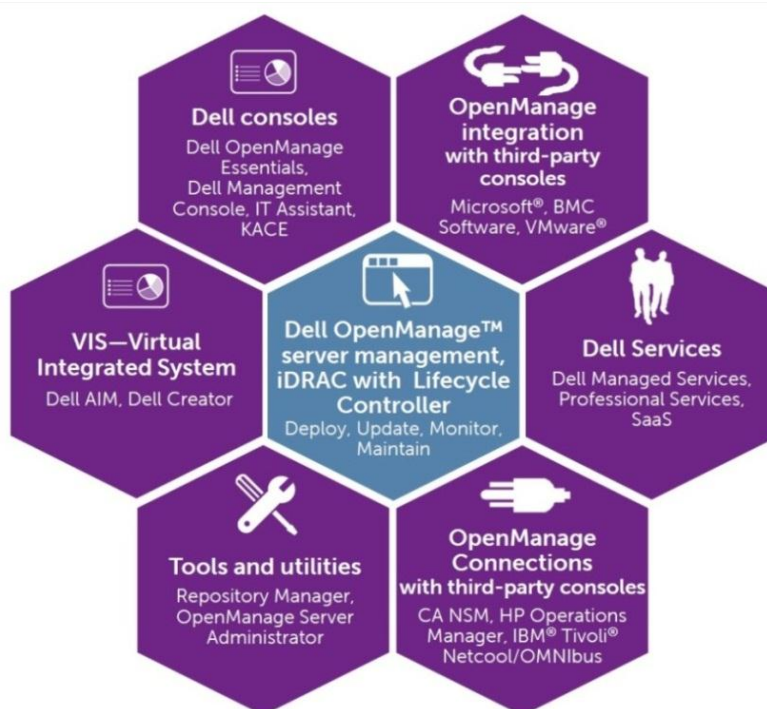 Dell consoles
Dell OpenManage
Essentials,
Dell Management
Console, IT Assistant,
KACE
OpenManage
integration
with third-party
consoles
Microsoft®, BMC
Software, VMware®
VIS—Virtual
Integrated System
Dell AIM, Dell Creator
Dell OpenManage™
server management,
iDRAC with Lifecycle
Controller
Deploy, Update, Monitor,
Maintain
Dell Services
Dell Managed Services,
Professional Services,
SaaS
Tools and utilities
Repository Manager,
OpenManage Server
Administrator
OpenManage
Connections
with third-party consoles
CA NSM, HP Operations
Manager, IBM® Tivoli®
Netcool/OMNIbus